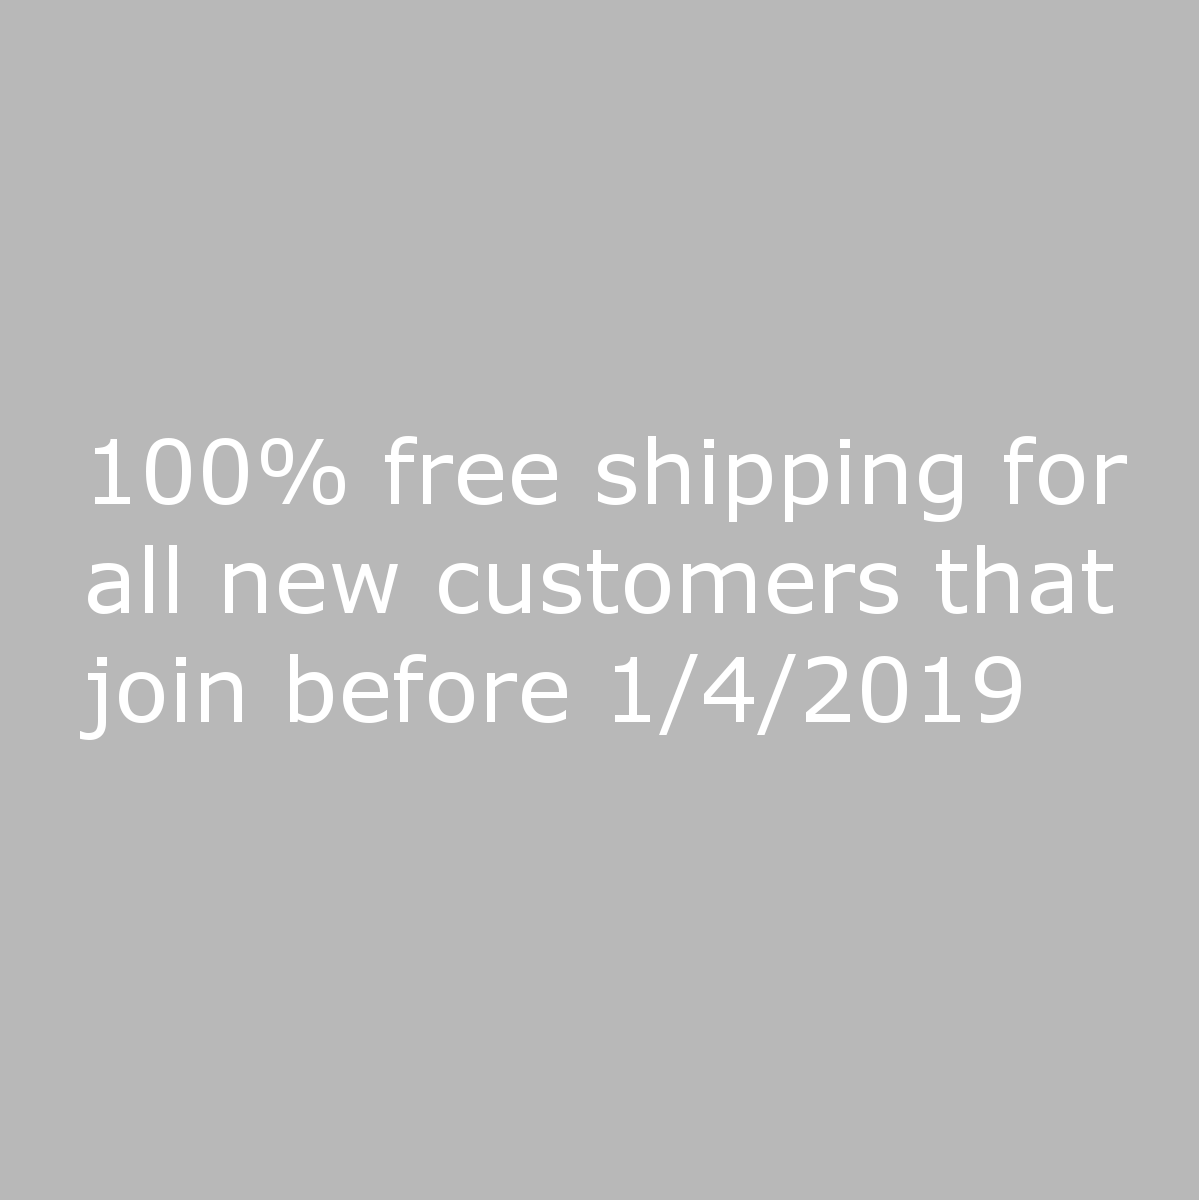 100% free shipping for
all new customers that
join before 1/4/2019